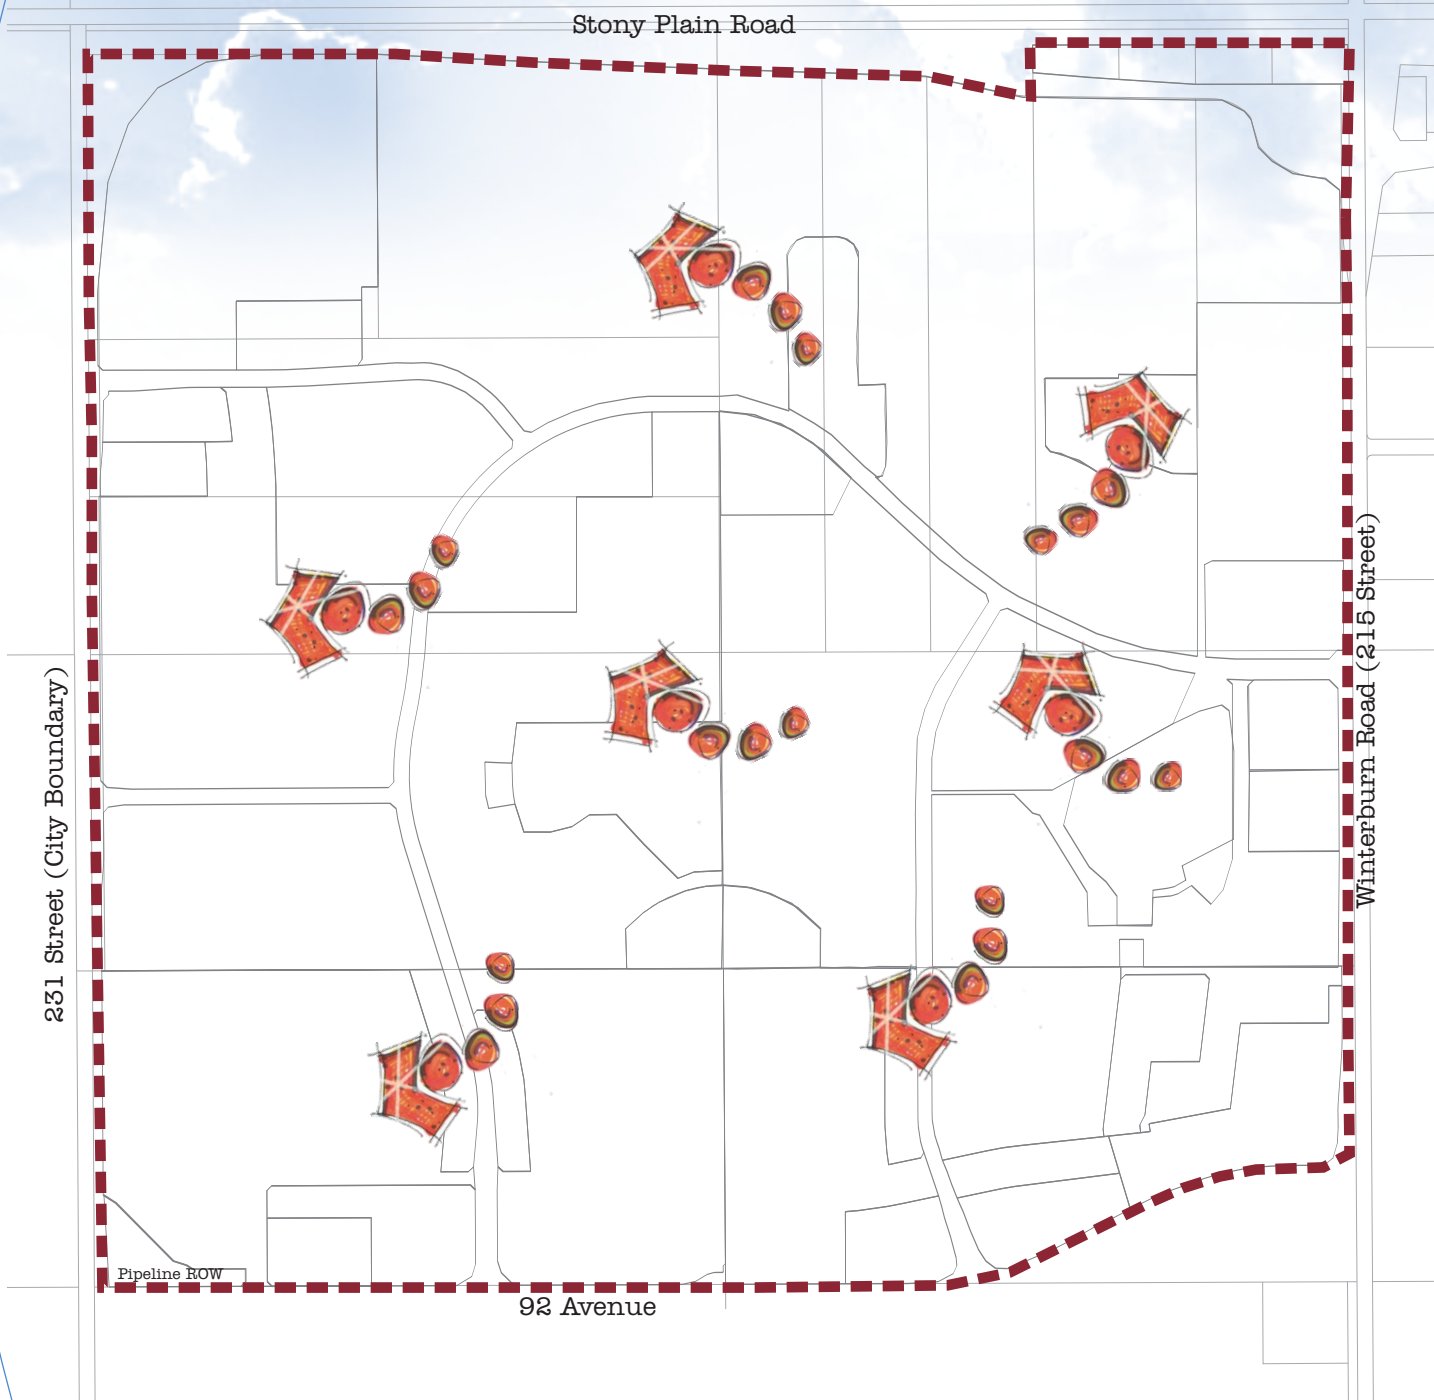 Stony Plain Road
Winterburn Road (215 Street)
231 Street (City Boundary)
Pipeline ROW
92 Avenue